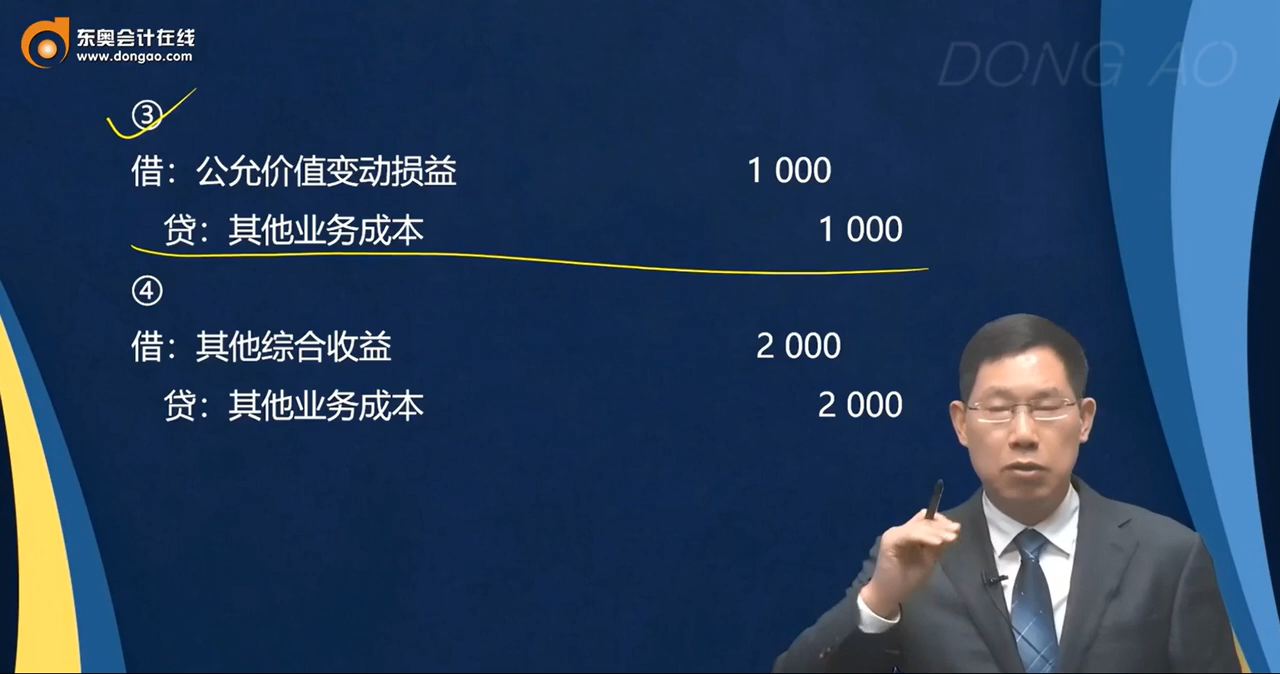 东奥会计在线
www.dongao.com
DONG AO
③
借：公允价值变动损益 1 000
贷：其他业务成本 1 000
④
借：其他综合收益 2 000
贷：其他业务成本 2 000